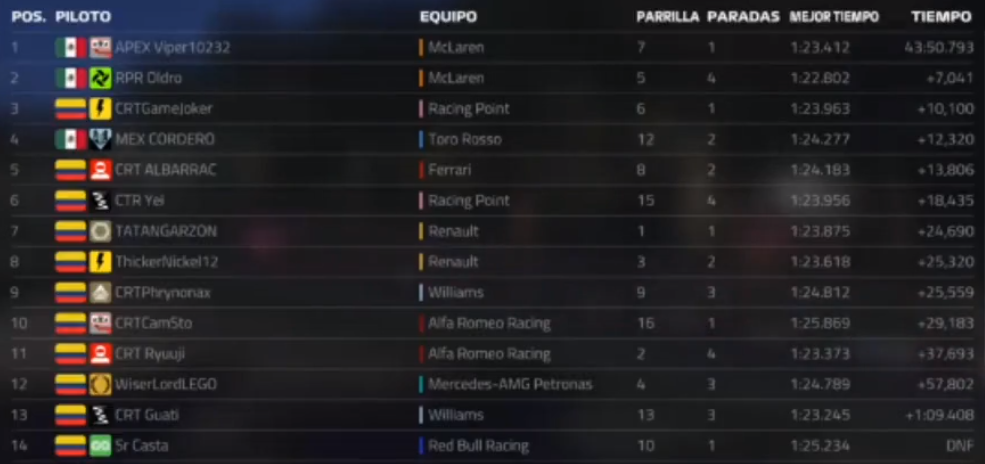 POS. PILOTO EQUIPO PARRILLA PARADAS MEJOR TIEMPO TIEMPO
1 APEX Viper10232 McLaren 7 1 1:23.412 43:50.793
2 RPR Oldro McLaren 5 4 1:22.802 +7,041
3 CRTGameJoker Racing Point 6 1 1:23.963 +10,100
4 MEX CORDERO Toro Rosso 12 2 1:24.277 +12,320
5 CRT ALBARRAC Ferrari 8 2 1:24.183 +13,806
6 CTR Yei Racing Point 15 4 1:23.956 +18,435
7 TATANGARZON Renault 1 1 1:23.875 +24,690
8 ThickerNickel12 Renault 3 2 1:23.618 +25,320
9 CRTPhrynonax Williams 9 3 1:24.812 +25,559
10 CRTCamSto Alfa Romeo Racing 16 1 1:25.869 +29,183
11 CRT Ryuuji Alfa Romeo Racing 2 4 1:23.373 +37,693
12 WiserLordLEGO Mercedes-AMG Petronas 4 3 1:24.789 +57,802
13 CRT Guati Williams 13 3 1:23.245 +1:09.408
14 Sr Casta Red Bull Racing 10 1 1:25.234 DNF